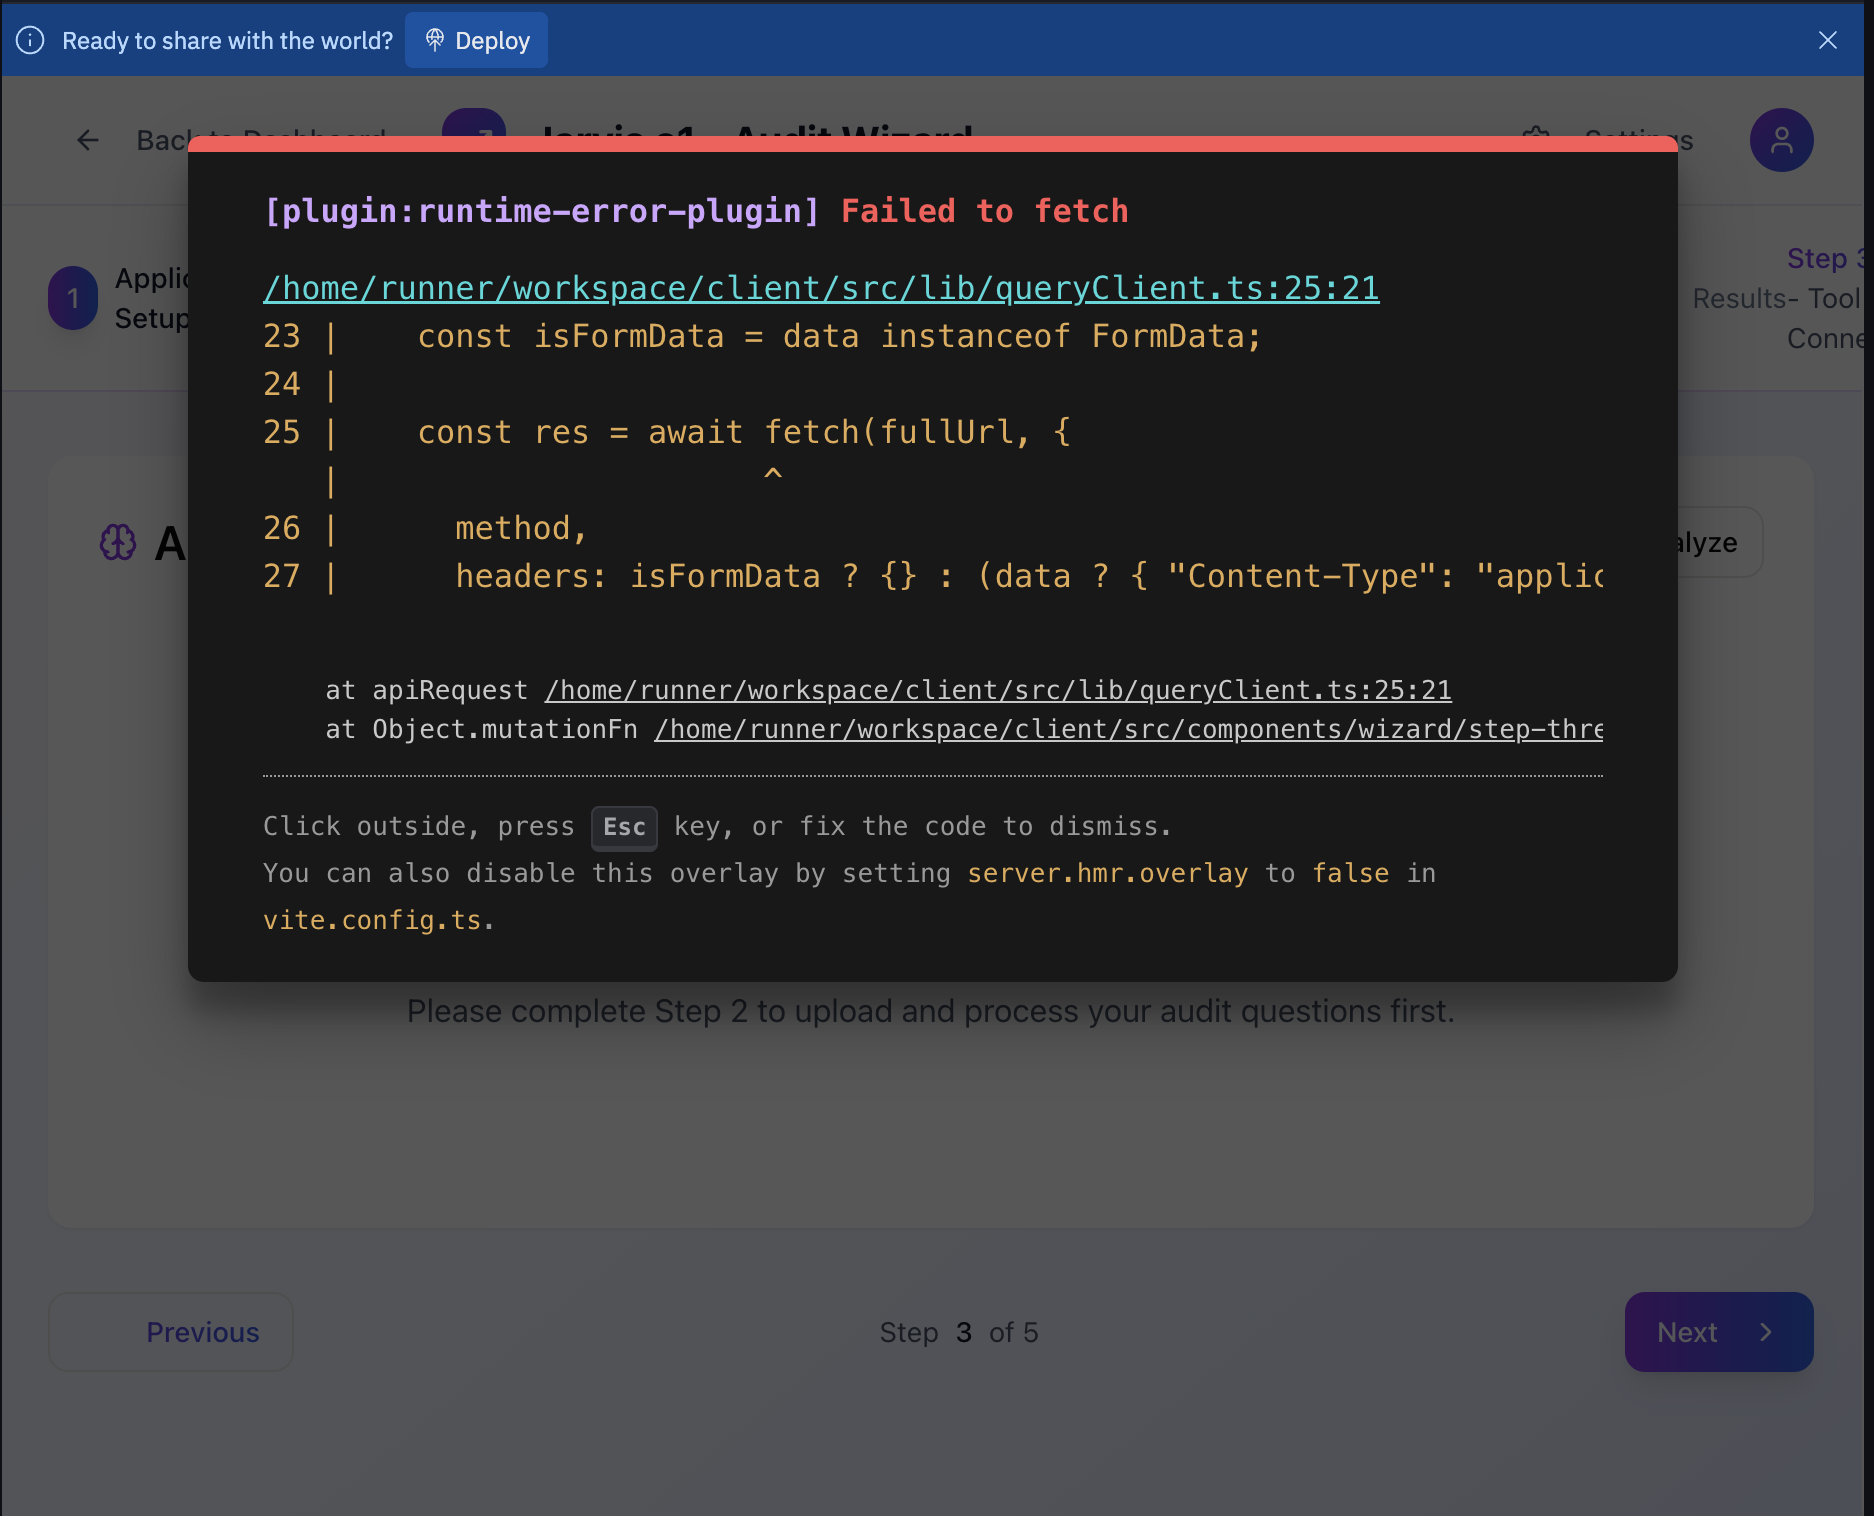 Ready to share with the world? Deploy
Back to Dashboard Jarvis Audit Wizard Settings
[plugin:runtime-error-plugin] Failed to fetch
/home/runner/workspace/client/src/lib/queryClient.ts:25:21
23 |    const isFormData = data instanceof FormData;
24 |
25 |    const res = await fetch(fullUrl, {
   |                      ^
26 |      method,
27 |      headers: isFormData ? {} : (data ? { "Content-Type": "applic
at apiRequest /home/runner/workspace/client/src/lib/queryClient.ts:25:21
at Object.mutationFn /home/runner/workspace/client/src/components/wizard/step-thre
Click outside, press Esc key, or fix the code to dismiss.
You can also disable this overlay by setting server.hmr.overlay to false in
vite.config.ts.
1
Applic
Setup
Step 3
Results - Tool
Conne
A
alyze
Please complete Step 2 to upload and process your audit questions first.
Previous
Step 3 of 5
Next